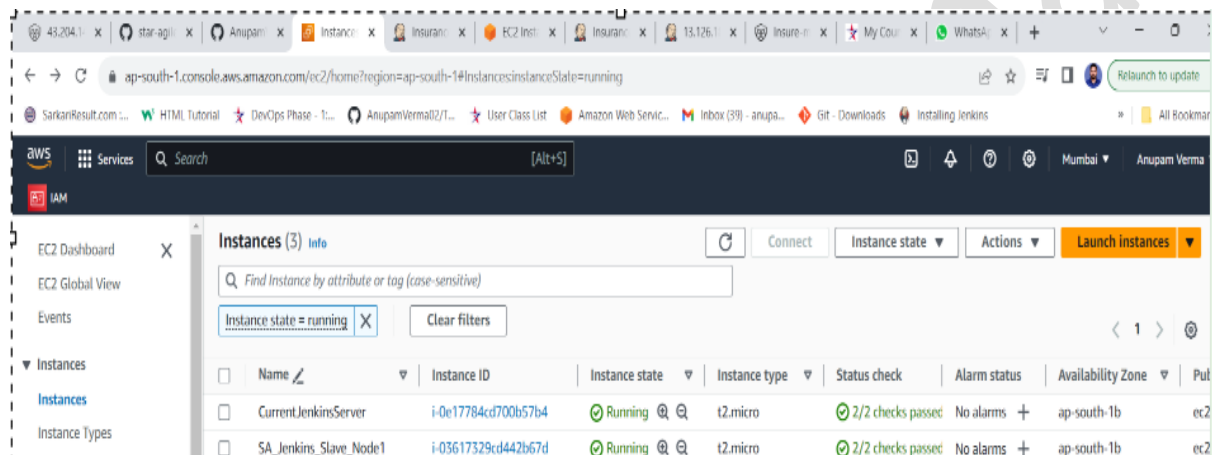 43.204.1 star-agil Anupam Instance Insuranc EC2 Inst Insuranc 13.126.1 Insure-m My Cou WhatsAp
ap-south-1.console.aws.amazon.com/ec2/home?region=ap-south-1#InstancesinstanceState=running Relaunch to update
SarkariResult.com :... HTML Tutorial DevOps Phase - 1:... AnupamVerma02/T... User Class List Amazon Web Servic... Inbox (39) - anupa... Git - Downloads Installing Jenkins » All Bookmar
aws Services Search [Alt+S] Mumbai Anupam Verma
IAM
EC2 Dashboard
EC2 Global View
Events
Instances
Instances
Instance Types
Instances (3) Info Connect Instance state Actions Launch instances
Find Instance by attribute or tag (case-sensitive)
Instance state = running Clear filters 1
Name Instance ID Instance state Instance type Status check Alarm status Availability Zone Pub
CurrentJenkinsServer i-0e17784cd700b57b4 Running t2.micro 2/2 checks passed No alarms + ap-south-1b ec2
SA_Jenkins_Slave_Node1 i-03617329cd442b67d Running t2.micro 2/2 checks passed No alarms + ap-south-1b ec2